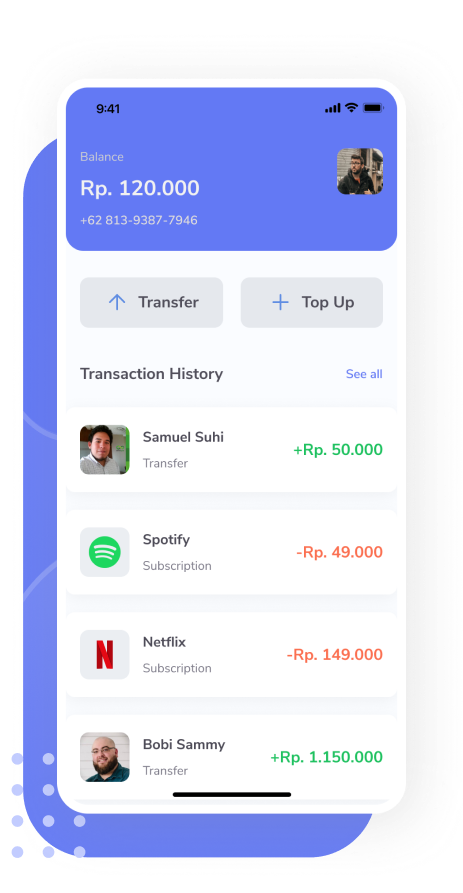 9:41
Balance
Rp. 120.000
+62 813-9387-7946
Transfer
Top Up
Transaction History
See all
Samuel Suhi
Transfer
+Rp. 50.000
Spotify
Subscription
-Rp. 49.000
Netflix
Subscription
-Rp. 149.000
Bobi Sammy
Transfer
+Rp. 1.150.000